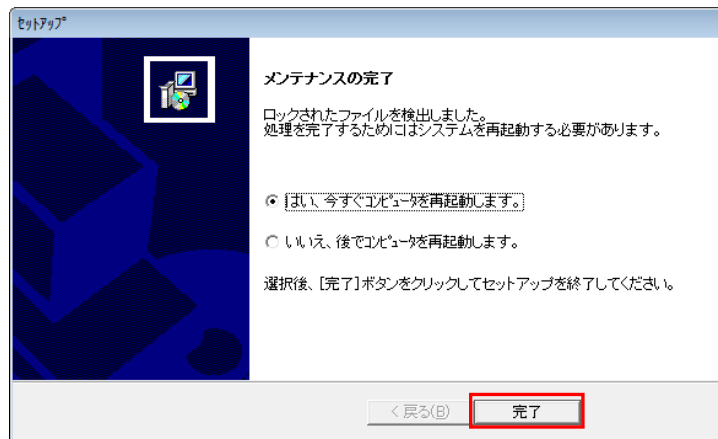 ｾｯﾄｱｯﾌﾟ
メンテナンスの完了
ロックされたファイルを検出しました。
処理を完了するためにはシステムを再起動する必要があります。
はい、今すぐｺﾝﾋﾟｭｰﾀを再起動します。
いいえ、後でｺﾝﾋﾟｭｰﾀを再起動します。
選択後、[完了]ボタンをクリックしてセットアップを終了してください。
< 戻る(B)
完了